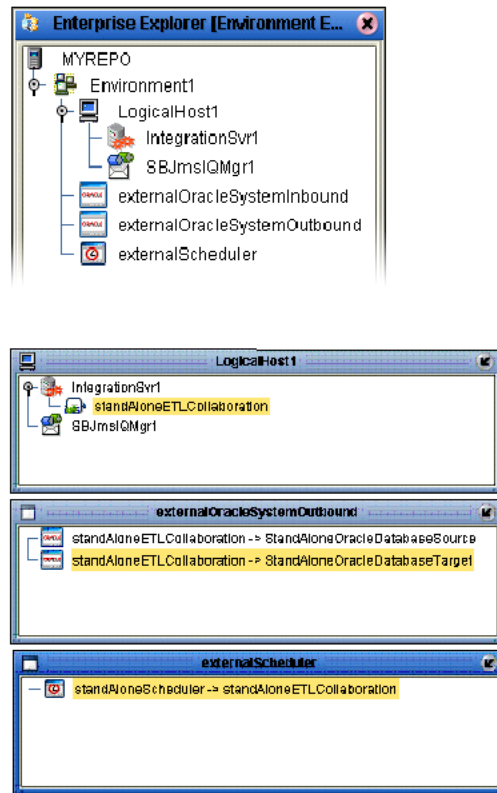 Enterprise Explorer [Environment E...
MYREPO
Environment1
LogicalHost1
IntegrationSvr1
SBJmsIQMgr1
externalOracleSystemInbound
externalOracleSystemOutbound
externalScheduler
LogicalHost1
IntegrationSvr1
standAloneETLCollaboration
SBJmsIQMgr1
externalOracleSystemOutbound
standAloneETLCollaboration -> StandAloneOracleDatabaseSource
standAloneETLCollaboration -> StandAloneOracleDatabaseTarget
externalScheduler
standAloneScheduler -> standAloneETLCollaboration